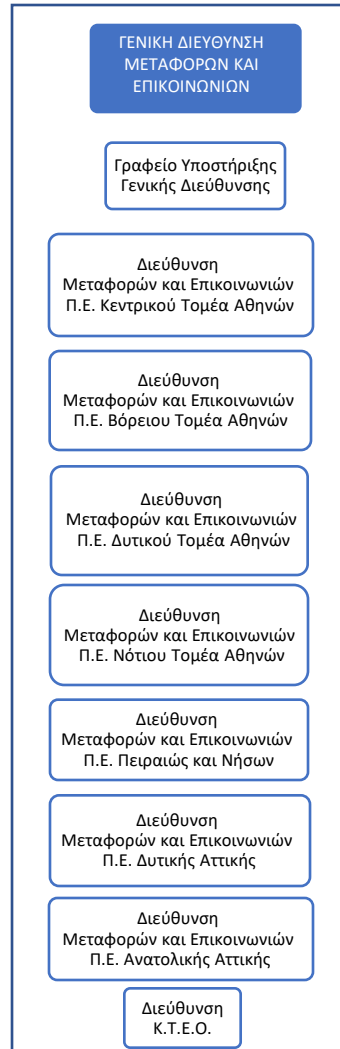 ΓΕΝΙΚΗ ΔΙΕΥΘΥΝΣΗ
ΜΕΤΑΦΟΡΩΝ ΚΑΙ
ΕΠΙΚΟΙΝΩΝΙΩΝ
Γραφείο Υποστήριξης
Γενικής Διεύθυνσης
Διεύθυνση
Μεταφορών και Επικοινωνιών
Π.Ε. Κεντρικού Τομέα Αθηνών
Διεύθυνση
Μεταφορών και Επικοινωνιών
Π.Ε. Βόρειου Τομέα Αθηνών
Διεύθυνση
Μεταφορών και Επικοινωνιών
Π.Ε. Δυτικού Τομέα Αθηνών
Διεύθυνση
Μεταφορών και Επικοινωνιών
Π.Ε. Νότιου Τομέα Αθηνών
Διεύθυνση
Μεταφορών και Επικοινωνιών
Π.Ε. Πειραιώς και Νήσων
Διεύθυνση
Μεταφορών και Επικοινωνιών
Π.Ε. Δυτικής Αττικής
Διεύθυνση
Μεταφορών και Επικοινωνιών
Π.Ε. Ανατολικής Αττικής
Διεύθυνση
Κ.Τ.Ε.Ο.